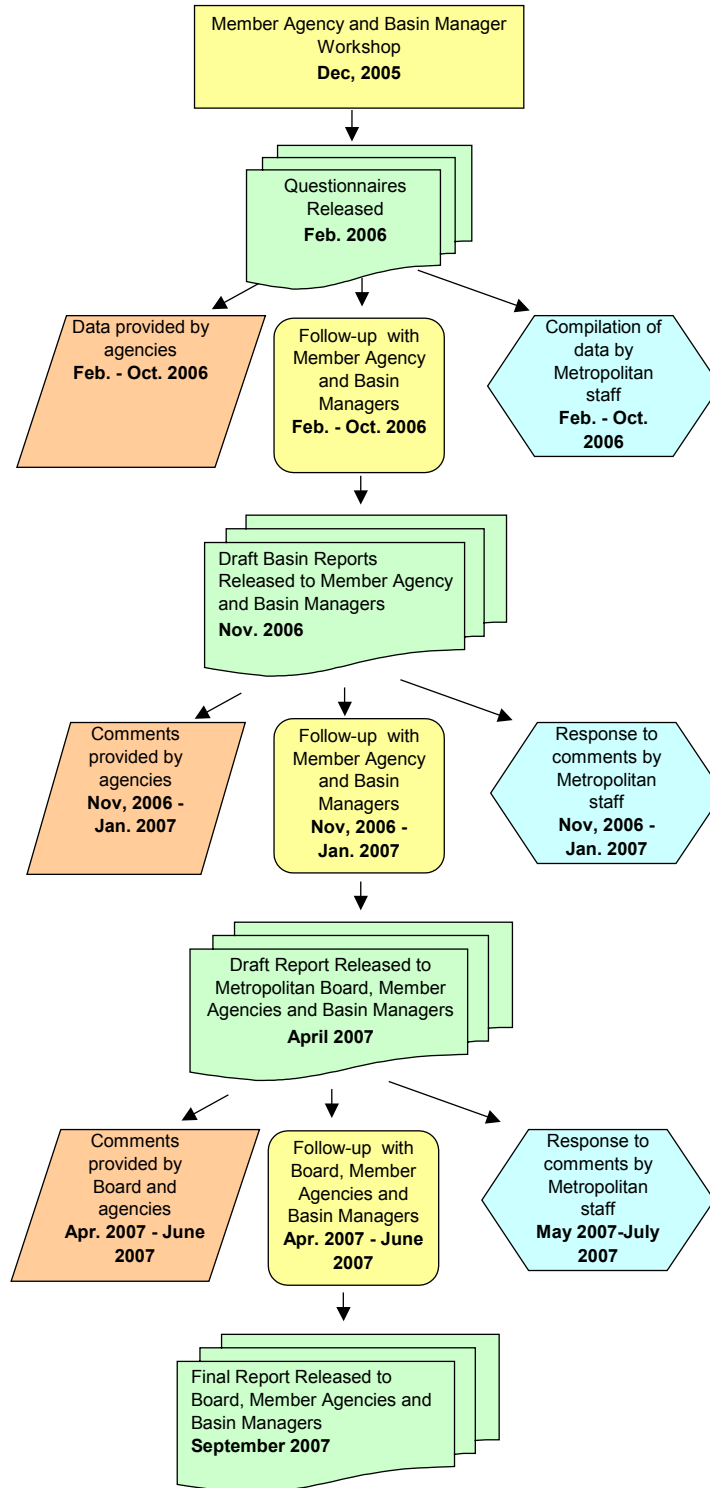 Member Agency and Basin Manager
Workshop
Dec, 2005
Questionnaires
Released
Feb. 2006
Data provided by
agencies
Feb. - Oct. 2006
Follow-up with
Member Agency
and Basin
Managers
Feb. - Oct. 2006
Compilation of
data by
Metropolitan
staff
Feb. - Oct.
2006
Draft Basin Reports
Released to Member Agency
and Basin Managers
Nov. 2006
Comments
provided by
agencies
Nov, 2006 -
Jan. 2007
Follow-up with
Member Agency
and Basin
Managers
Nov, 2006 -
Jan. 2007
Response to
comments by
Metropolitan
staff
Nov, 2006 -
Jan. 2007
Draft Report Released to
Metropolitan Board, Member
Agencies and Basin Managers
April 2007
Comments
provided by
Board and
agencies
Apr. 2007 - June
2007
Follow-up with
Board, Member
Agencies and
Basin Managers
Apr. 2007 - June
2007
Response to
comments by
Metropolitan
staff
May 2007-July
2007
Final Report Released to
Board, Member Agencies and
Basin Managers
September 2007